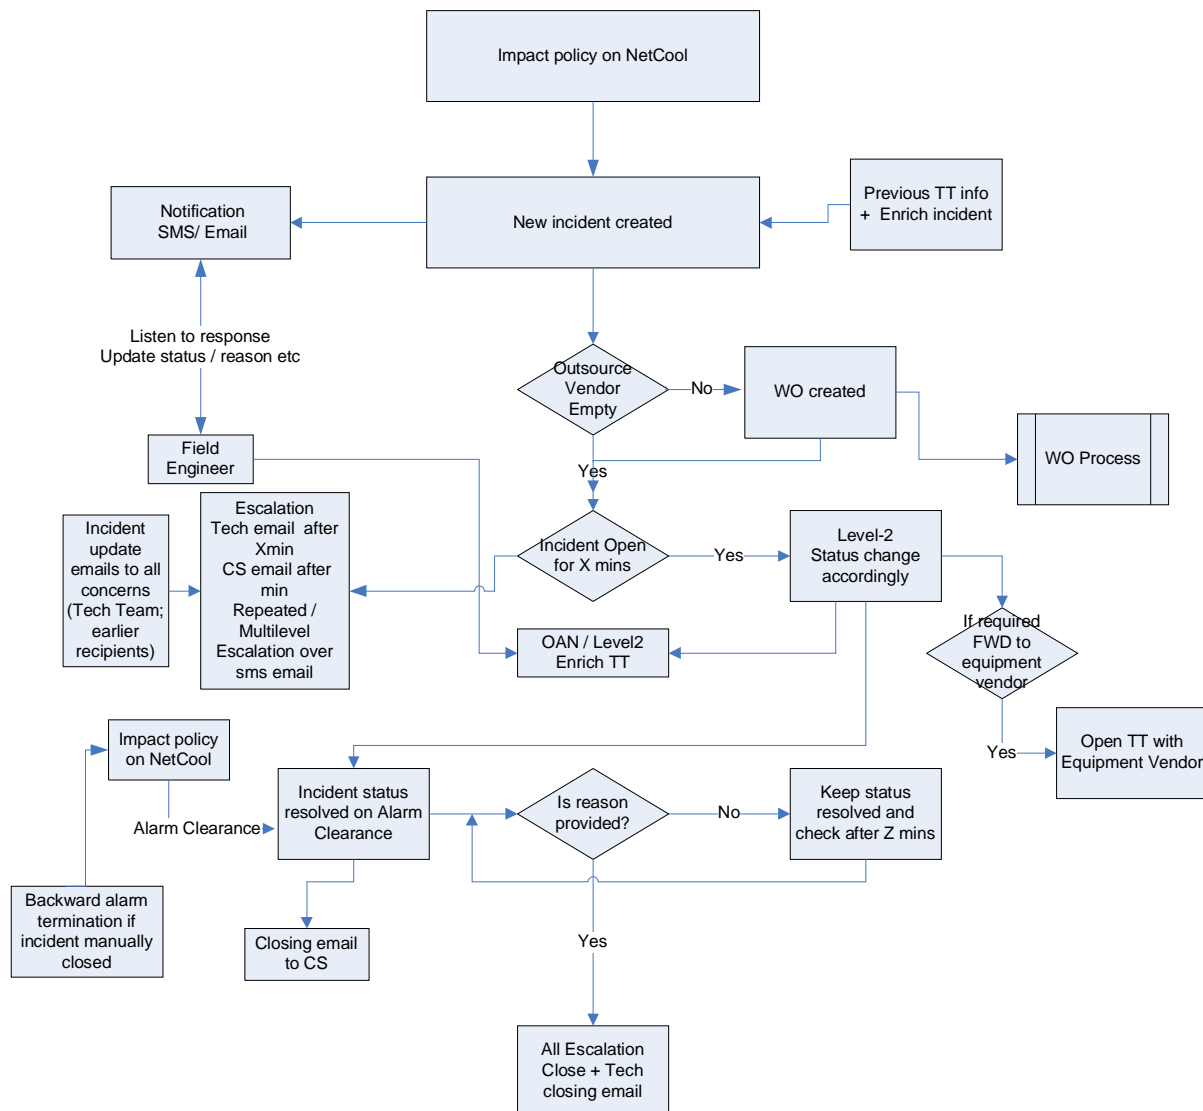 Impact policy on NetCool
Previous TT info
+  Enrich incident
New incident created
Notification
SMS/ Email
Listen to response
Update status / reason etc
Outsource
Vendor
Empty
No
WO created
WO Process
Field
Engineer
Yes
Incident
update
emails to all
concerns
(Tech Team;
earlier
recipients)
Escalation
Tech email  after
Xmin
CS email after
min
Repeated /
Multilevel
Escalation over
sms email
Incident Open
for X mins
Yes
Level-2
Status change
accordingly
OAN / Level2
Enrich TT
If required
FWD to
equipment
vendor
Yes
Open TT with
Equipment Vendor
Impact policy
on NetCool
Alarm Clearance
Incident status
resolved on Alarm
Clearance
Is reason
provided?
No
Keep status
resolved and
check after Z mins
Backward alarm
termination if
incident manually
closed
Closing email
to CS
Yes
All Escalation
Close + Tech
closing email